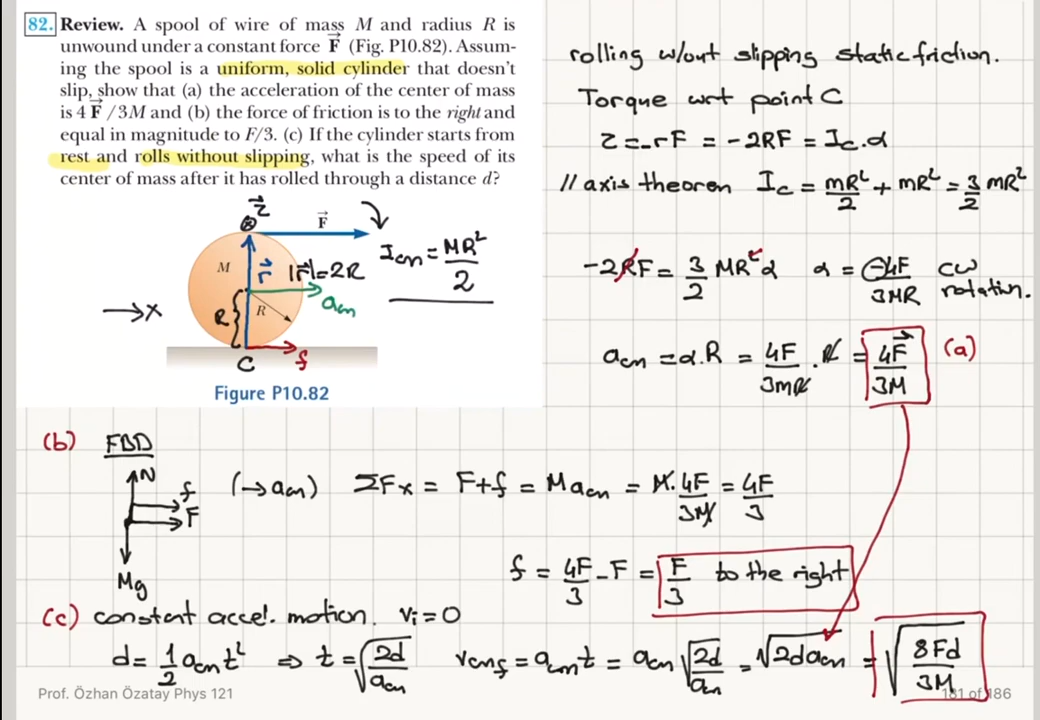 82. Review. A spool of wire of mass M and radius R is
unwound under a constant force F⃗ (Fig. P10.82). Assum-
ing the spool is a uniform, solid cylinder that doesn't
slip, show that (a) the acceleration of the center of mass
is 4 F⃗ /3M and (b) the force of friction is to the right and
equal in magnitude to F/3. (c) If the cylinder starts from
rest and rolls without slipping, what is the speed of its
center of mass after it has rolled through a distance d?
τ⃗
F⃗
M
r⃗ |r⃗|=2R
a_cm
R
R
→x
C
f
I_cm = MR²/2
Figure P10.82
rolling w/out slipping static friction.
Torque wrt point C
τ = -rF = -2RF = I_C.α
// axis theoren I_C = mR²/2 + mR² = 3/2 mR²
-2RF = 3/2 MR²α α = -4F/3MR cw rotation.
a_cm = α.R = 4F/3mR . R = 4F⃗/3M (a)
(b) FBD
N
f
F
Mg
(→a_cm) ΣFx = F+f = Ma_cm = M.4F/3M = 4F/3
f = 4F/3 - F = F/3 to the right
(c) constant accel. motion. v_i = 0
d = 1/2 a_cm t² ⇒ t = √(2d/a_cm) v_cmf = a_cm t = a_cm √(2d/a_cm) = √(2da_cm) = √(8Fd/3M)
Prof. Özhan Özatay Phys 121
181 of 186